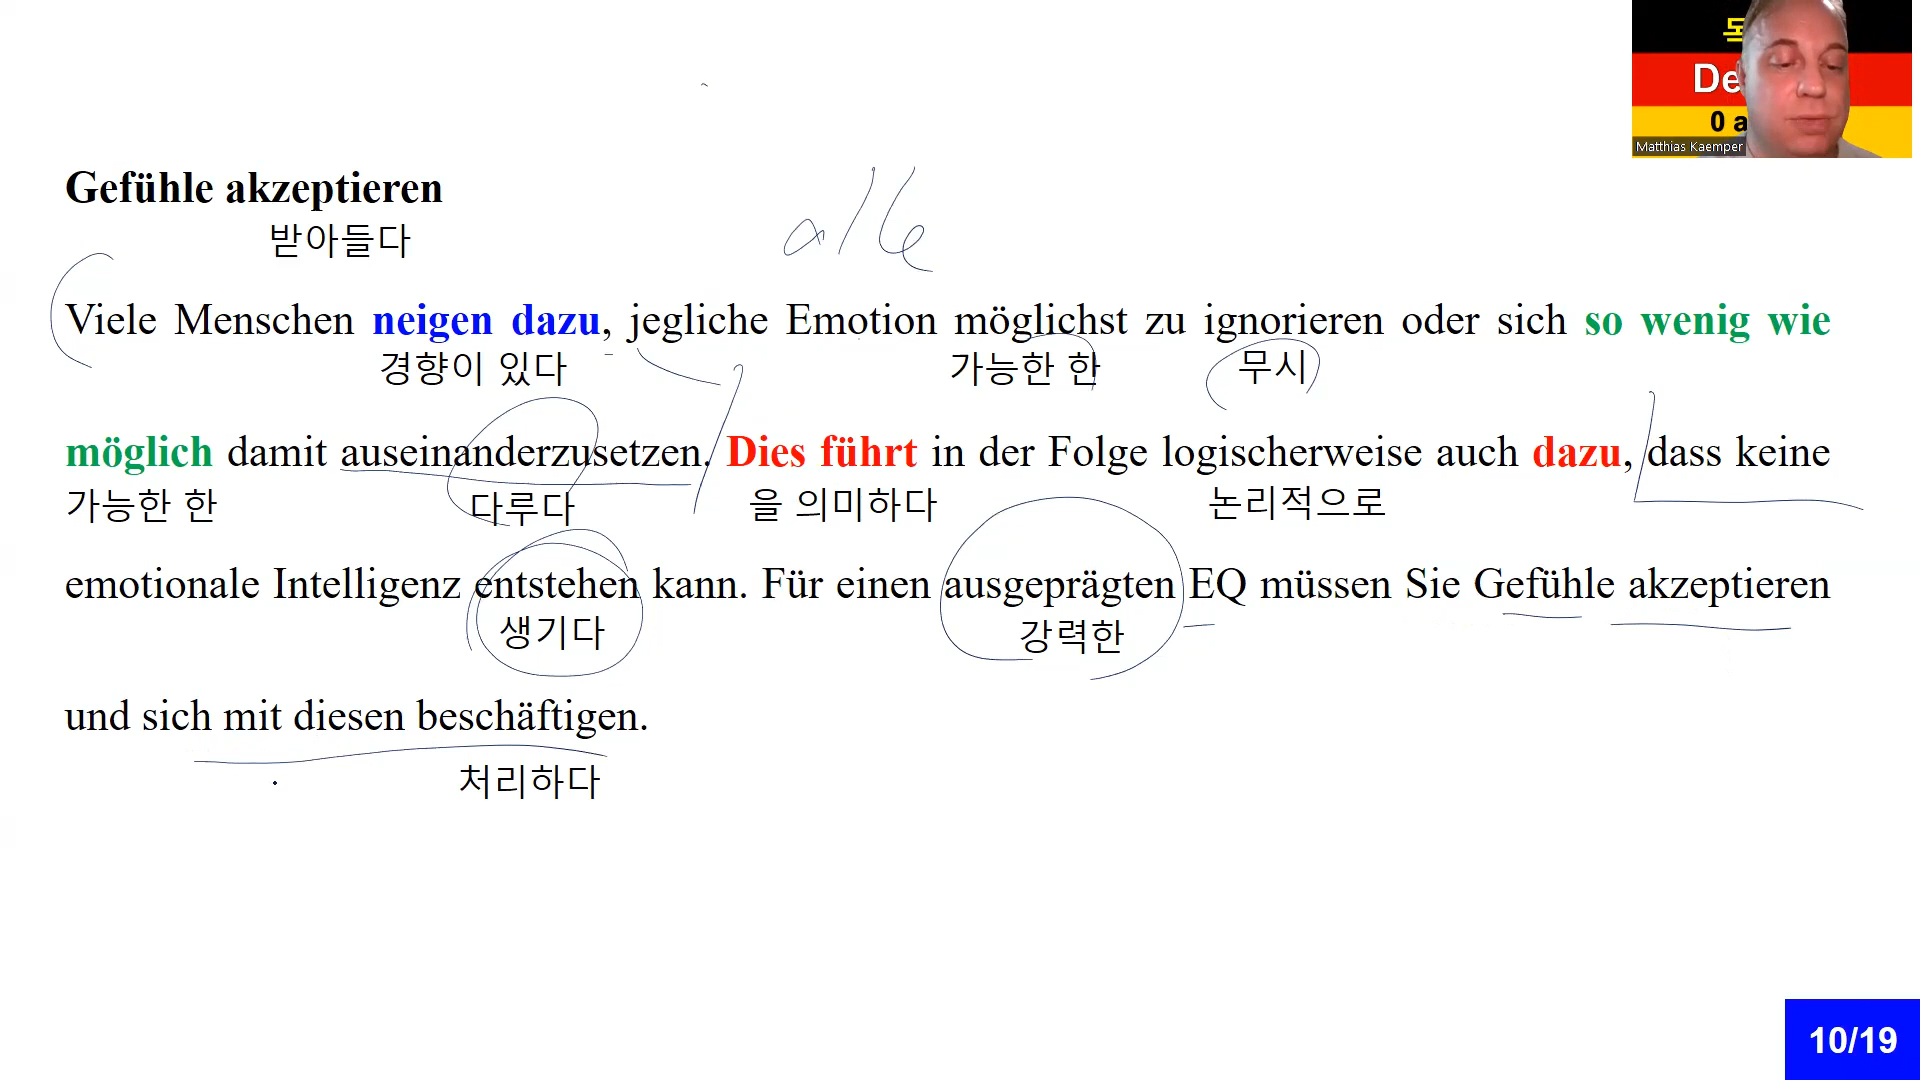 독
De
0 a
Matthias Kaemper
Gefühle akzeptieren
받아들다
alle
Viele Menschen neigen dazu, jegliche Emotion möglichst zu ignorieren oder sich so wenig wie
경향이 있다 가능한 한 무시
möglich damit auseinanderzusetzen. Dies führt in der Folge logischerweise auch dazu, dass keine
가능한 한 다루다 을 의미하다 논리적으로
emotionale Intelligenz entstehen kann. Für einen ausgeprägten EQ müssen Sie Gefühle akzeptieren
생기다 강력한
und sich mit diesen beschäftigen.
처리하다
10/19